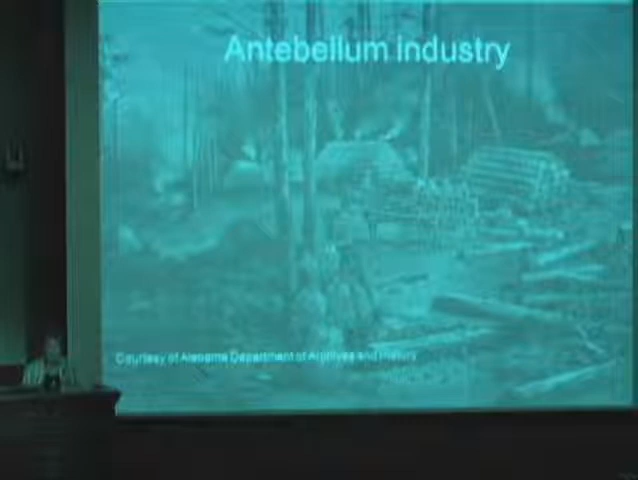 Antebellum industry
Courtesy of Alabama Department of Archives and History